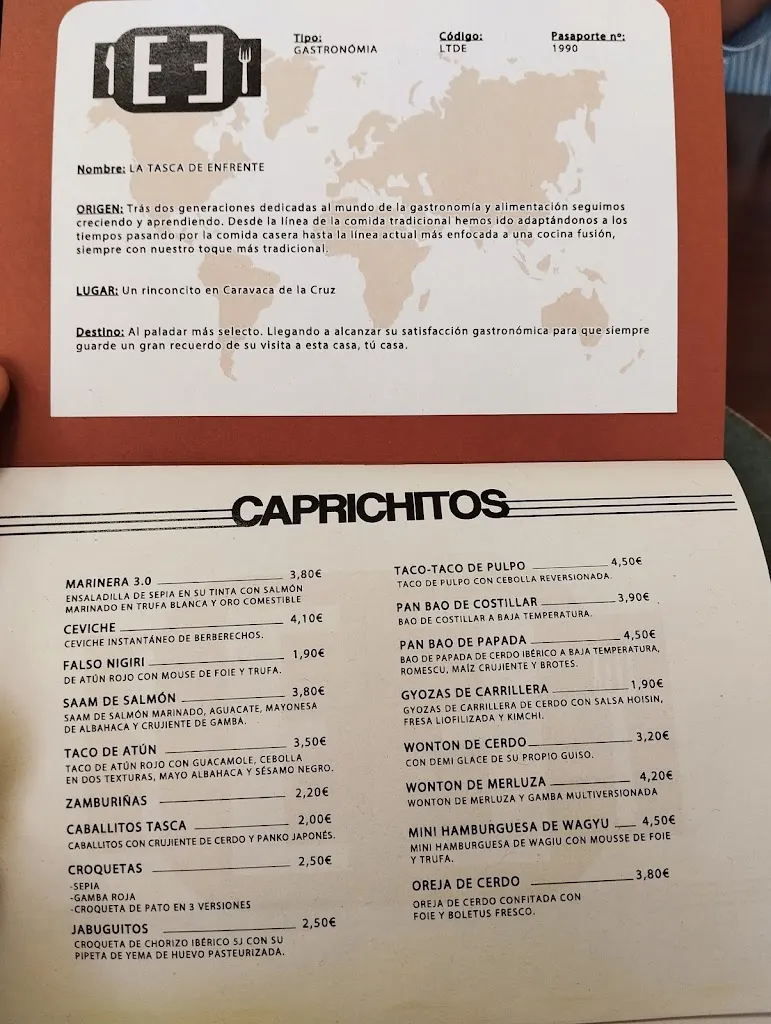 EE
Tipo:
GASTRONÓMIA
Código:
LTDE
Pasaporte nº:
1990
Nombre: LA TASCA DE ENFRENTE
ORIGEN: Trás dos generaciones dedicadas al mundo de la gastronomía y alimentación seguimos
creciendo y aprendiendo. Desde la línea de la comida tradicional hemos ido adaptándonos a los
tiempos pasando por la comida casera hasta la línea actual más enfocada a una cocina fusión,
siempre con nuestro toque más tradicional.
LUGAR: Un rinconcito en Caravaca de la Cruz
Destino: Al paladar más selecto. Llegando a alcanzar su satisfacción gastronómica para que siempre
guarde un gran recuerdo de su visita a esta casa, tú casa.
CAPRICHITOS
MARINERA 3.0 3,80€
ENSALADILLA DE SEPIA EN SU TINTA CON SALMÓN
MARINADO EN TRUFA BLANCA Y ORO COMESTIBLE
CEVICHE 4,10€
CEVICHE INSTANTÁNEO DE BERBERECHOS.
FALSO NIGIRI 1,90€
DE ATÚN ROJO CON MOUSE DE FOIE Y TRUFA.
SAAM DE SALMÓN 3,80€
SAAM DE SALMÓN MARINADO, AGUACATE, MAYONESA
DE ALBAHACA Y CRUJIENTE DE GAMBA.
TACO DE ATÚN 3,50€
TACO DE ATÚN ROJO CON GUACAMOLE, CEBOLLA
EN DOS TEXTURAS, MAYO ALBAHACA Y SÉSAMO NEGRO.
ZAMBURIÑAS 2,20€
CABALLITOS TASCA 2,00€
CABALLITOS CON CRUJIENTE DE CERDO Y PANKO JAPONÉS.
CROQUETAS 2,50€
-SEPIA
-GAMBA ROJA
-CROQUETA DE PATO EN 3 VERSIONES
JABUGUITOS 2,50€
CROQUETA DE CHORIZO IBÉRICO 5J CON SU
PIPETA DE YEMA DE HUEVO PASTEURIZADA.
TACO-TACO DE PULPO 4,50€
TACO DE PULPO CON CEBOLLA REVERSIONADA.
PAN BAO DE COSTILLAR 3,90€
BAO DE COSTILLAR A BAJA TEMPERATURA.
PAN BAO DE PAPADA 4,50€
BAO DE PAPADA DE CERDO IBÉRICO A BAJA TEMPERATURA,
ROMESCU, MAÍZ CRUJIENTE Y BROTES.
GYOZAS DE CARRILLERA 1,90€
GYOZAS DE CARRILLERA DE CERDO CON SALSA HOISIN,
FRESA LIOFILIZADA Y KIMCHI.
WONTON DE CERDO 3,20€
CON DEMI GLACE DE SU PROPIO GUISO.
WONTON DE MERLUZA 4,20€
WONTON DE MERLUZA Y GAMBA MULTIVERSIONADA
MINI HAMBURGUESA DE WAGYU 4,50€
MINI HAMBURGUESA DE WAGIU CON MOUSSE DE FOIE
Y TRUFA.
OREJA DE CERDO 3,80€
OREJA DE CERDO CONFITADA CON
FOIE Y BOLETUS FRESCO.